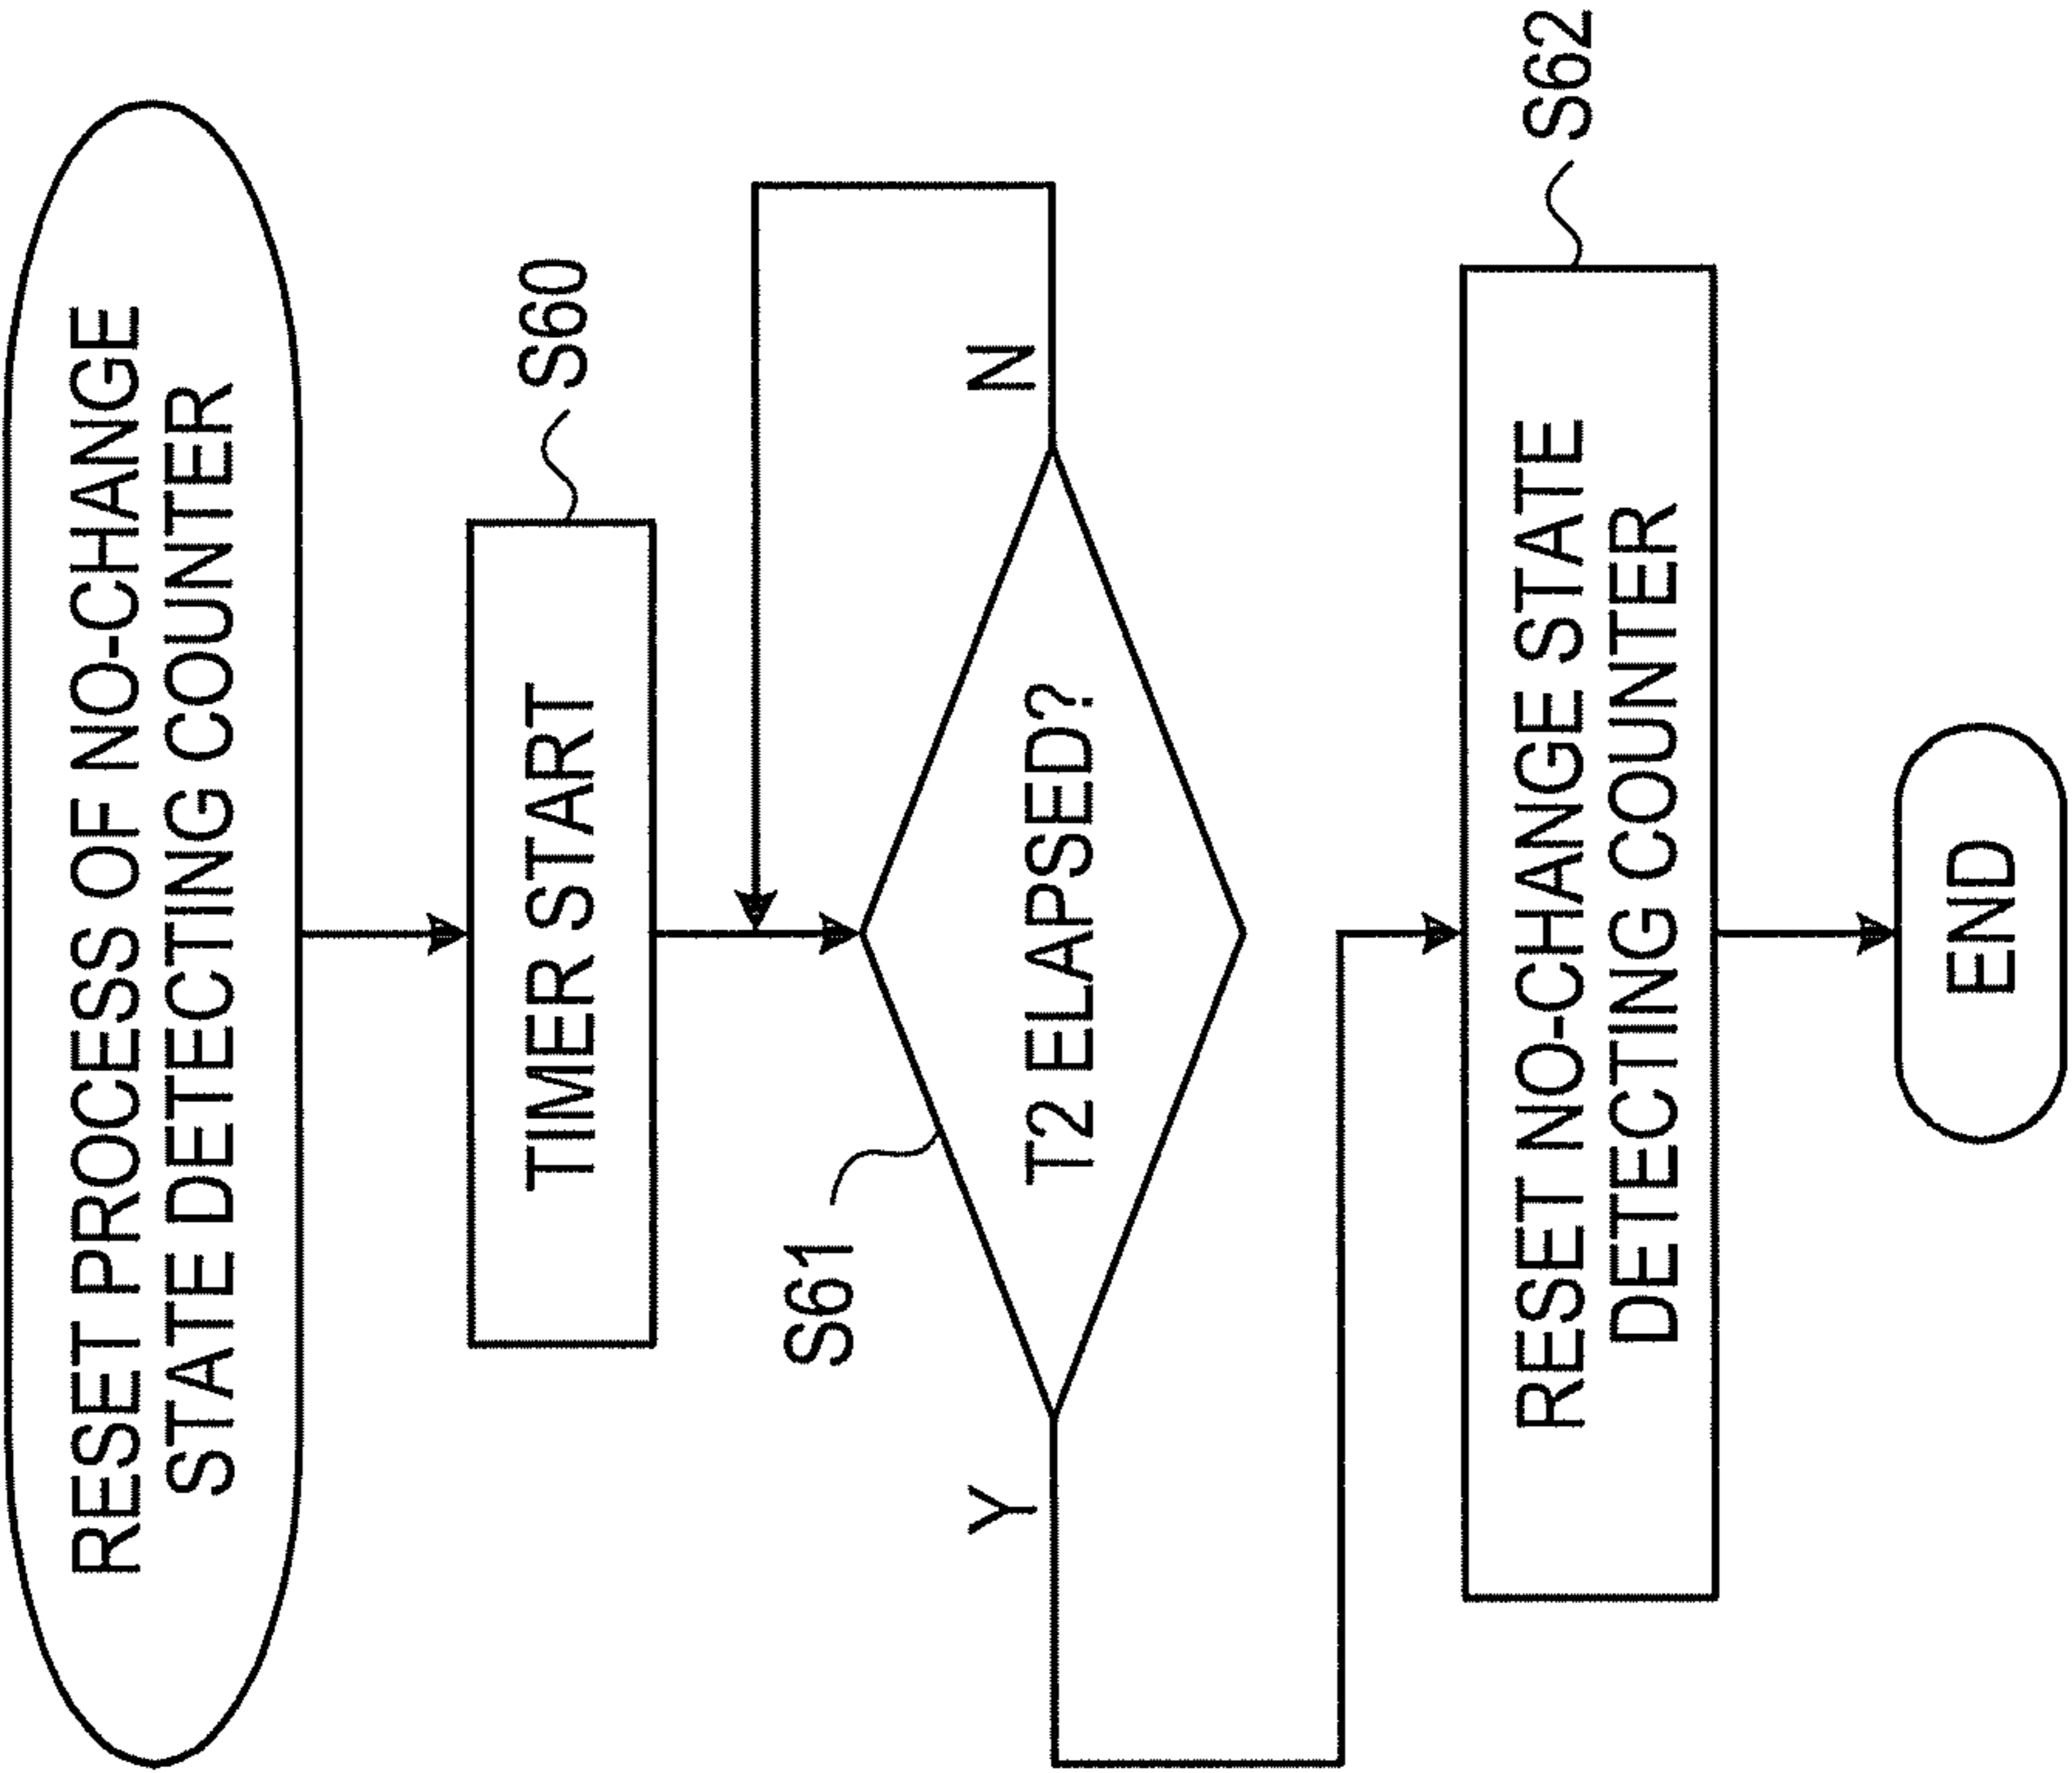 RESET PROCESS OF NO-CHANGE
STATE DETECTING COUNTER
TIMER START
S60
S61
T2 ELAPSED?
N
Y
RESET NO-CHANGE STATE
DETECTING COUNTER
S62
END